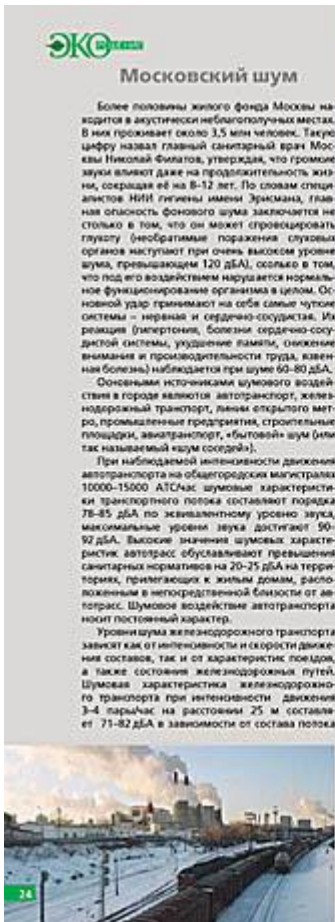 ЭКО
Московский шум
Более половины жилого фонда Москвы на-
ходится в акустически неблагополучных местах.
В них проживает около 3,5 млн человек. Такую
цифру назвал главный санитарный врач Мос-
квы Николай Филатов, утверждая, что громкие
звуки влияют даже на продолжительность жиз-
ни, сокращая её на 8–12 лет. По словам специ-
алистов НИИ гигиены имени Эрисмана, глав-
ная опасность фонового шума заключается не
столько в том, что он может спровоцировать
глухоту (необратимые поражения слуховых
органов наступают при очень высоком уровне
шума, превышающем 120 дБА), сколько в том,
что под его воздействием нарушается нормаль-
ное функционирование организма в целом. Ос-
новной удар принимают на себя самые чуткие
системы – нервная и сердечно-сосудистая. Их
реакция (гипертония, болезни сердечно-сосу-
дистой системы, ухудшение памяти, снижение
внимания и производительности труда, язвен-
ная болезнь) наблюдается при шуме 60–80 дБА.
Основными источниками шумового воздей-
ствия в городе являются автотранспорт, желез-
нодорожный транспорт, линии открытого мет-
ро, промышленные предприятия, строительные
площадки, авиатранспорт, «бытовой» шум (или
так называемый «шум соседей»).
При наблюдаемой интенсивности движения
автотранспорта на общегородских магистралях
10000–15000 АТС/час шумовые характеристи-
ки транспортного потока составляют порядка
78–85 дБА по эквивалентному уровню звука,
максимальные уровни звука достигают 90–
92 дБА. Высокие значения шумовых характе-
ристик автотрасс обуславливают превышения
санитарных нормативов на 20–25 дБА на терри-
ториях, прилегающих к жилым домам, распо-
ложенным в непосредственной близости от ав-
тотрасс. Шумовое воздействие автотранспорта
носит постоянный характер.
Уровни шума железнодорожного транспорта
зависят как от интенсивности и скорости движе-
ния составов, так и от характеристик поездов,
а также состояния железнодорожных путей.
Шумовая характеристика железнодорожно-
го транспорта при интенсивности движения
3–4 пары/час на расстоянии 25 м составля-
ет 71–82 дБА в зависимости от состава потока
24